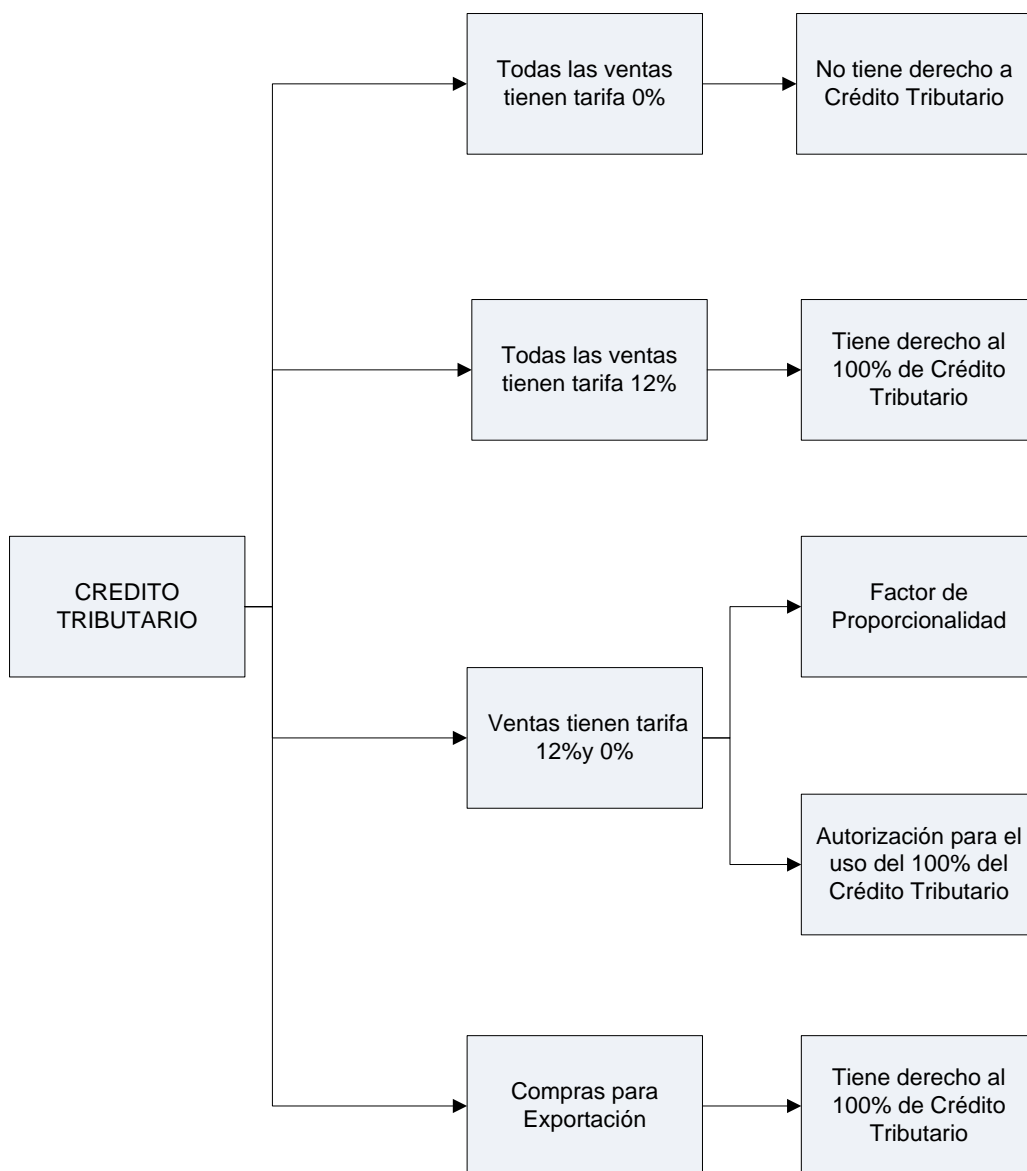 Todas las ventas
tienen tarifa 0%
No tiene derecho a
Crédito Tributario
Todas las ventas
tienen tarifa 12%
Tiene derecho al
100% de Crédito
Tributario
CREDITO
TRIBUTARIO
Ventas tienen tarifa
12%y 0%
Factor de
Proporcionalidad
Autorización para el
uso del 100% del
Crédito Tributario
Compras para
Exportación
Tiene derecho al
100% de Crédito
Tributario